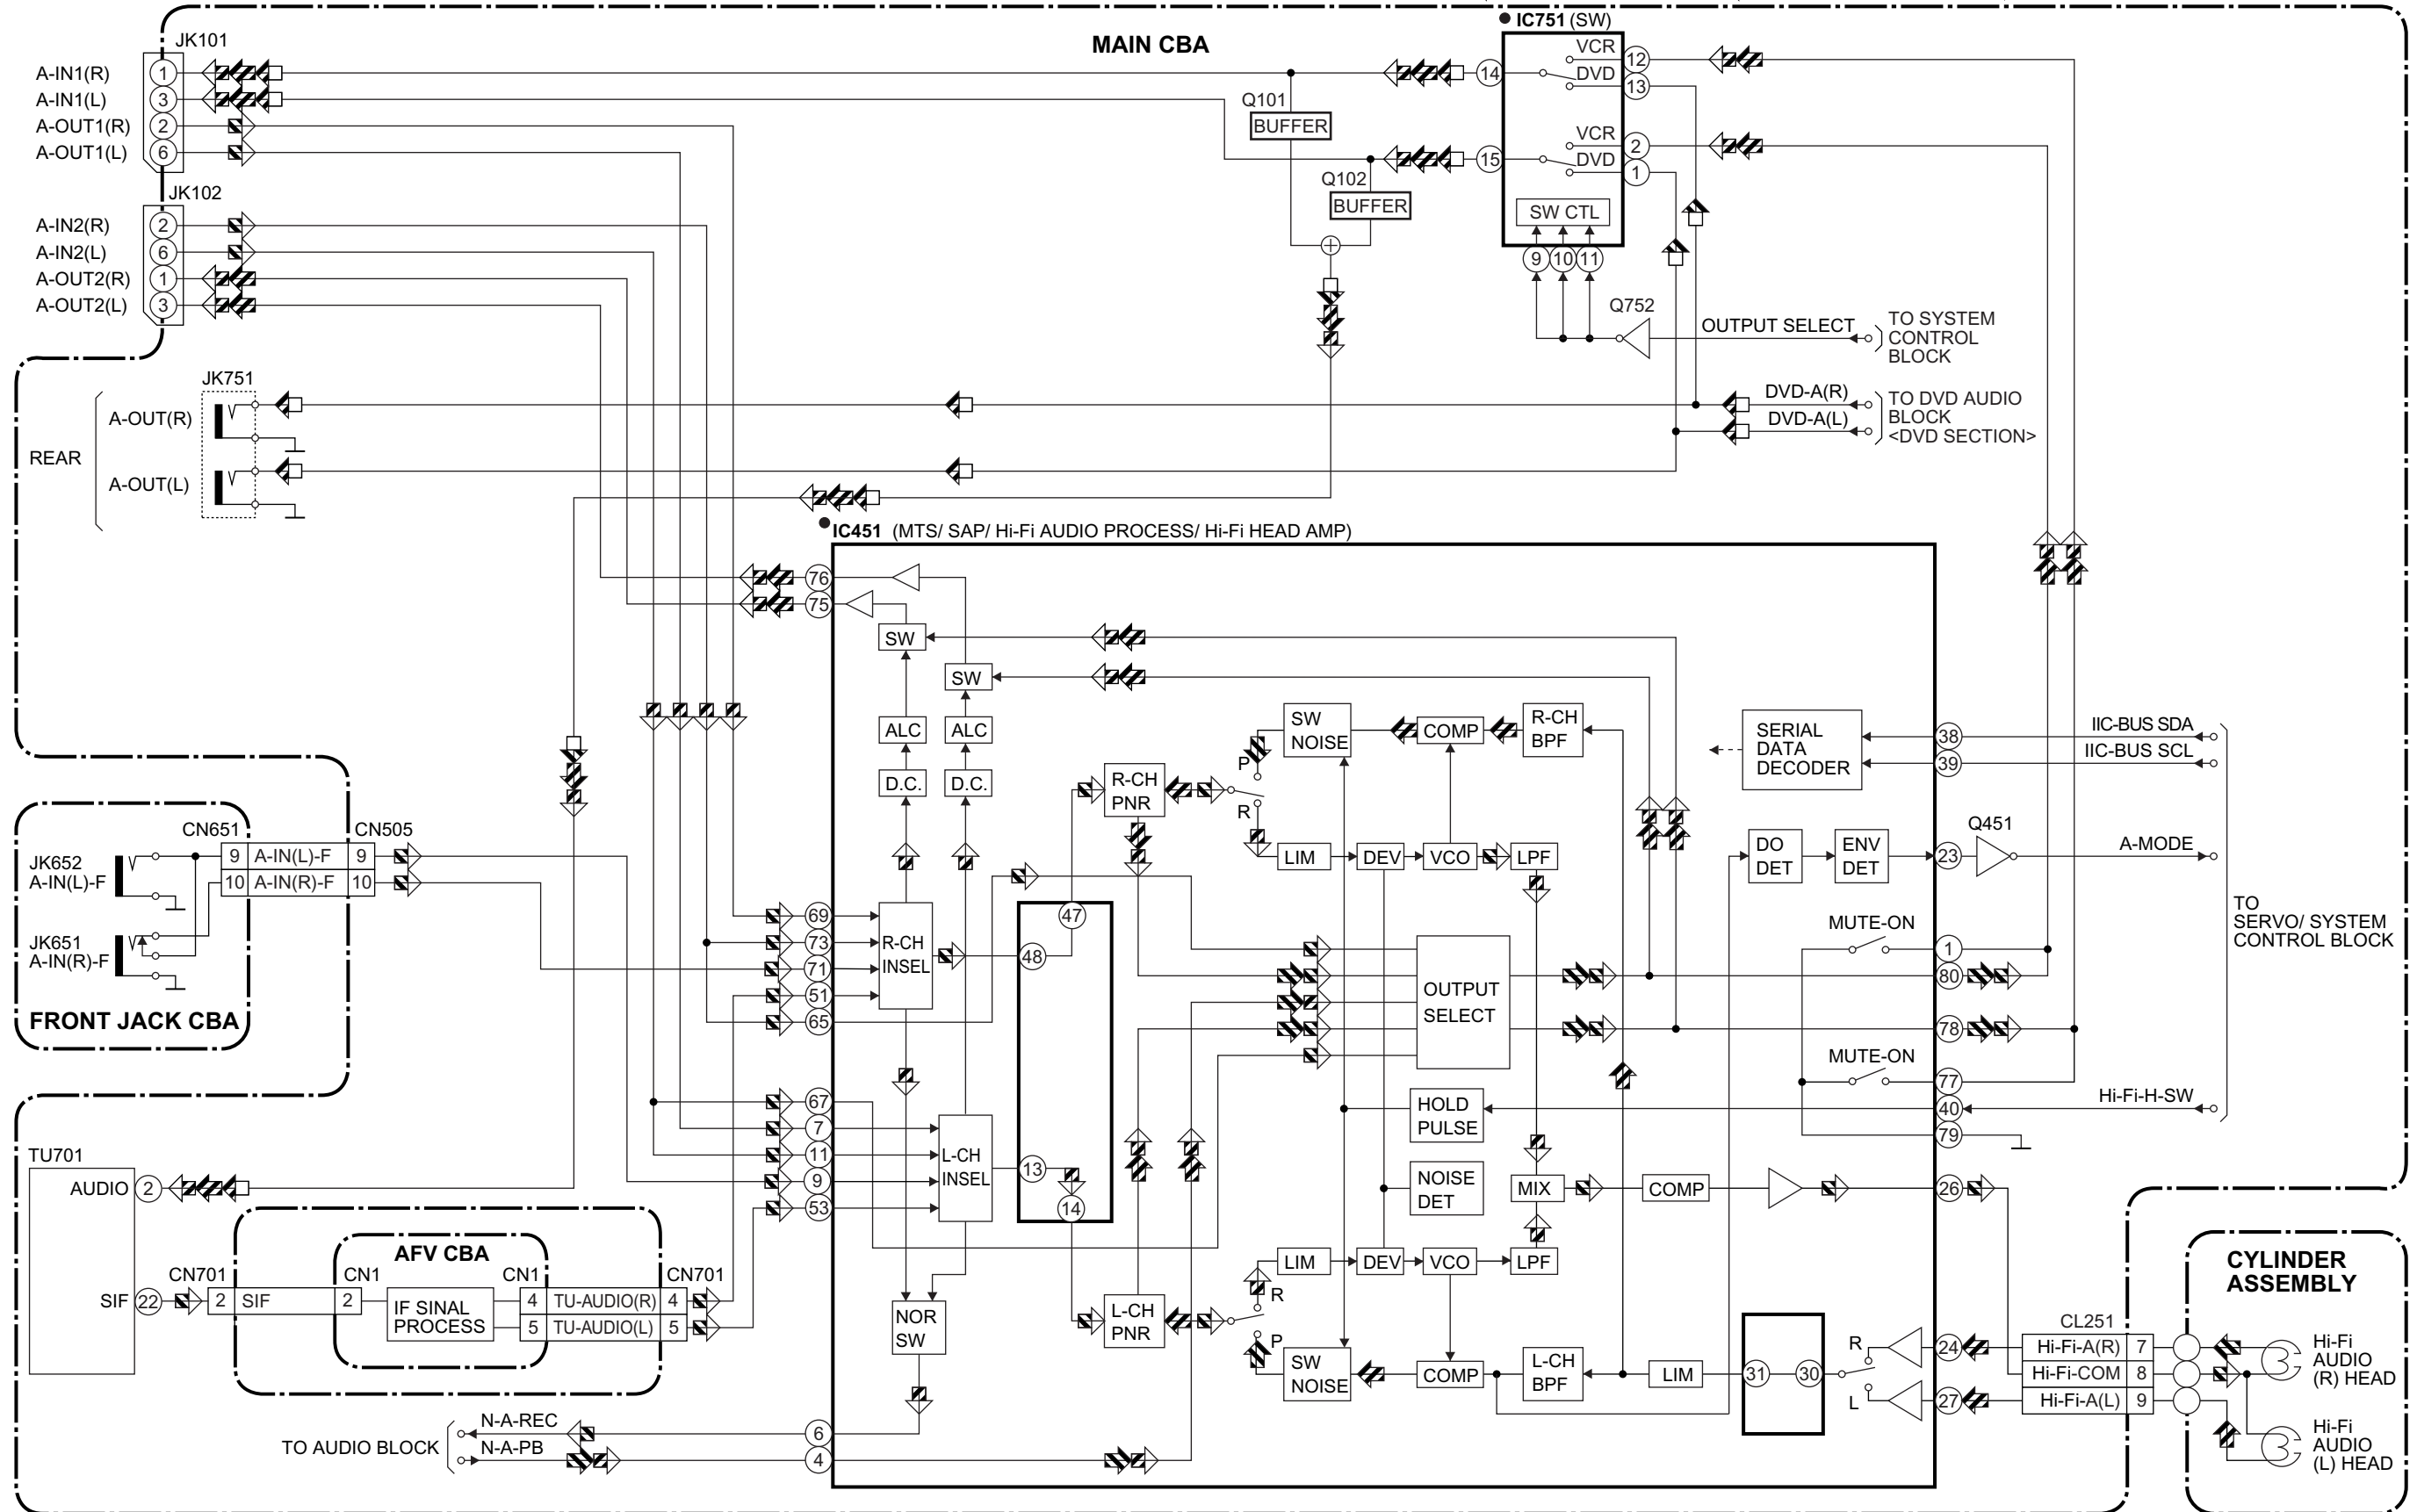 MAIN CBA
IC751 (SW)
JK101
A-IN1(R) 1
A-IN1(L) 3
A-OUT1(R) 2
A-OUT1(L) 6
JK102
A-IN2(R) 2
A-IN2(L) 6
A-OUT2(R) 1
A-OUT2(L) 3
Q101
BUFFER
Q102
BUFFER
14
15
VCR
DVD
VCR
DVD
12
13
2
1
SW CTL
9 10 11
Q752
OUTPUT SELECT
TO SYSTEM
CONTROL
BLOCK
DVD-A(R)
DVD-A(L)
TO DVD AUDIO
BLOCK
<DVD SECTION>
JK751
REAR
A-OUT(R)
A-OUT(L)
IC451 (MTS/ SAP/ Hi-Fi AUDIO PROCESS/ Hi-Fi HEAD AMP)
76
75
SW
SW
ALC
ALC
D.C.
D.C.
R-CH
PNR
P
R
SW
NOISE
COMP
R-CH
BPF
LIM
DEV
VCO
LPF
SERIAL
DATA
DECODER
38
39
IIC-BUS SDA
IIC-BUS SCL
DO
DET
ENV
DET
23
Q451
A-MODE
TO
SERVO/ SYSTEM
CONTROL BLOCK
CN651
CN505
JK652
A-IN(L)-F
9 A-IN(L)-F 9
10 A-IN(R)-F 10
JK651
A-IN(R)-F
FRONT JACK CBA
69
73
71
51
65
R-CH
INSEL
47
48
OUTPUT
SELECT
MUTE-ON
1
80
78
MUTE-ON
77
40
79
Hi-Fi-H-SW
67
7
11
9
53
L-CH
INSEL
13
14
HOLD
PULSE
NOISE
DET
MIX
COMP
26
TU701
AUDIO 2
SIF 22
AFV CBA
CN701
CN1
CN1
CN701
2 SIF 2
IF SINAL
PROCESS
4 TU-AUDIO(R) 4
5 TU-AUDIO(L) 5
NOR
SW
L-CH
PNR
R
P
LIM
DEV
VCO
LPF
SW
NOISE
COMP
L-CH
BPF
LIM
31
30
R
L
24
27
CL251
Hi-Fi-A(R) 7
Hi-Fi-COM 8
Hi-Fi-A(L) 9
CYLINDER
ASSEMBLY
Hi-Fi
AUDIO
(R) HEAD
Hi-Fi
AUDIO
(L) HEAD
TO AUDIO BLOCK
N-A-REC
N-A-PB
6
4